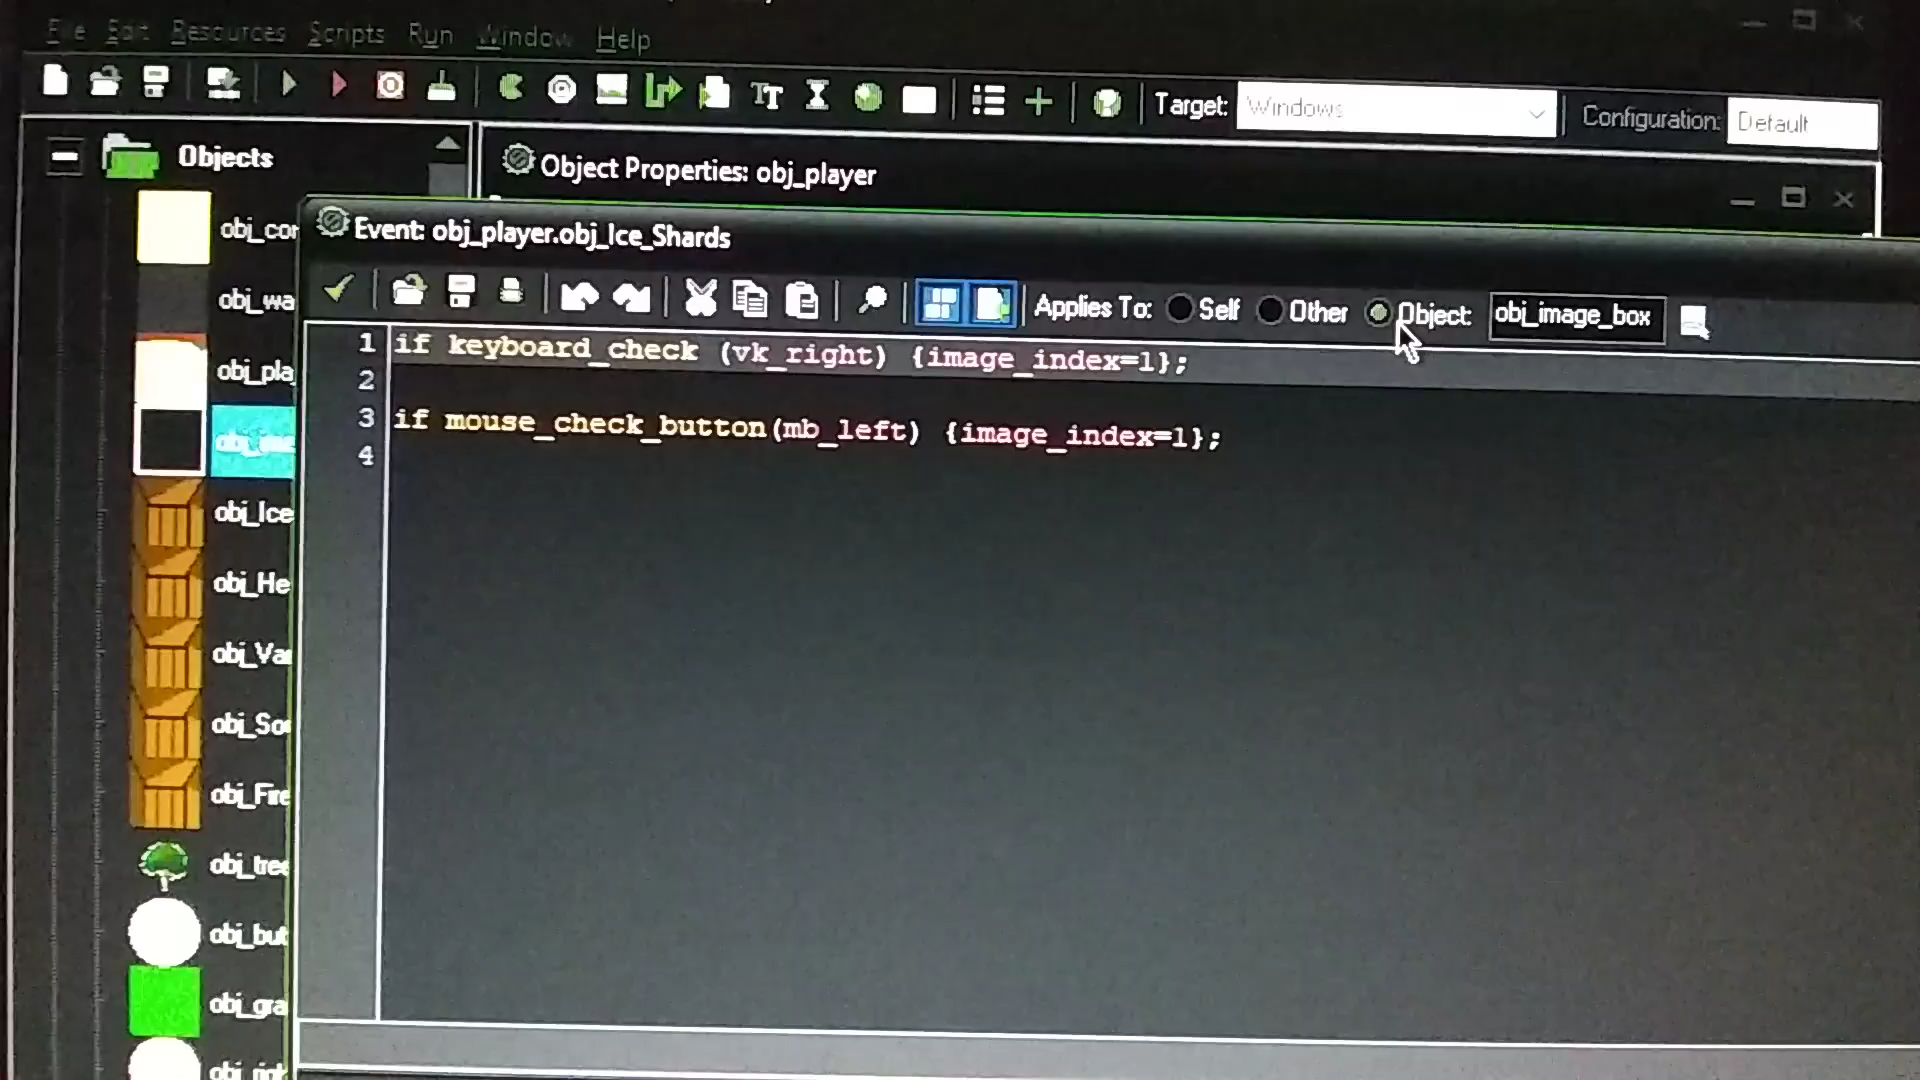 File Edit Resources Scripts Run Window Help
Target: Windows Configuration: Default
Objects
Object Properties: obj_player
obj_con
Event: obj_player.obj_Ice_Shards
obj_wa
Applies To: Self Other Object: obj_image_box
1 if keyboard_check (vk_right) {image_index=1};
2
3 if mouse_check_button(mb_left) {image_index=1};
4
obj_pla
obj_Ice
obj_He
obj_Va
obj_So
obj_Fire
obj_tree
obj_but
obj_gra